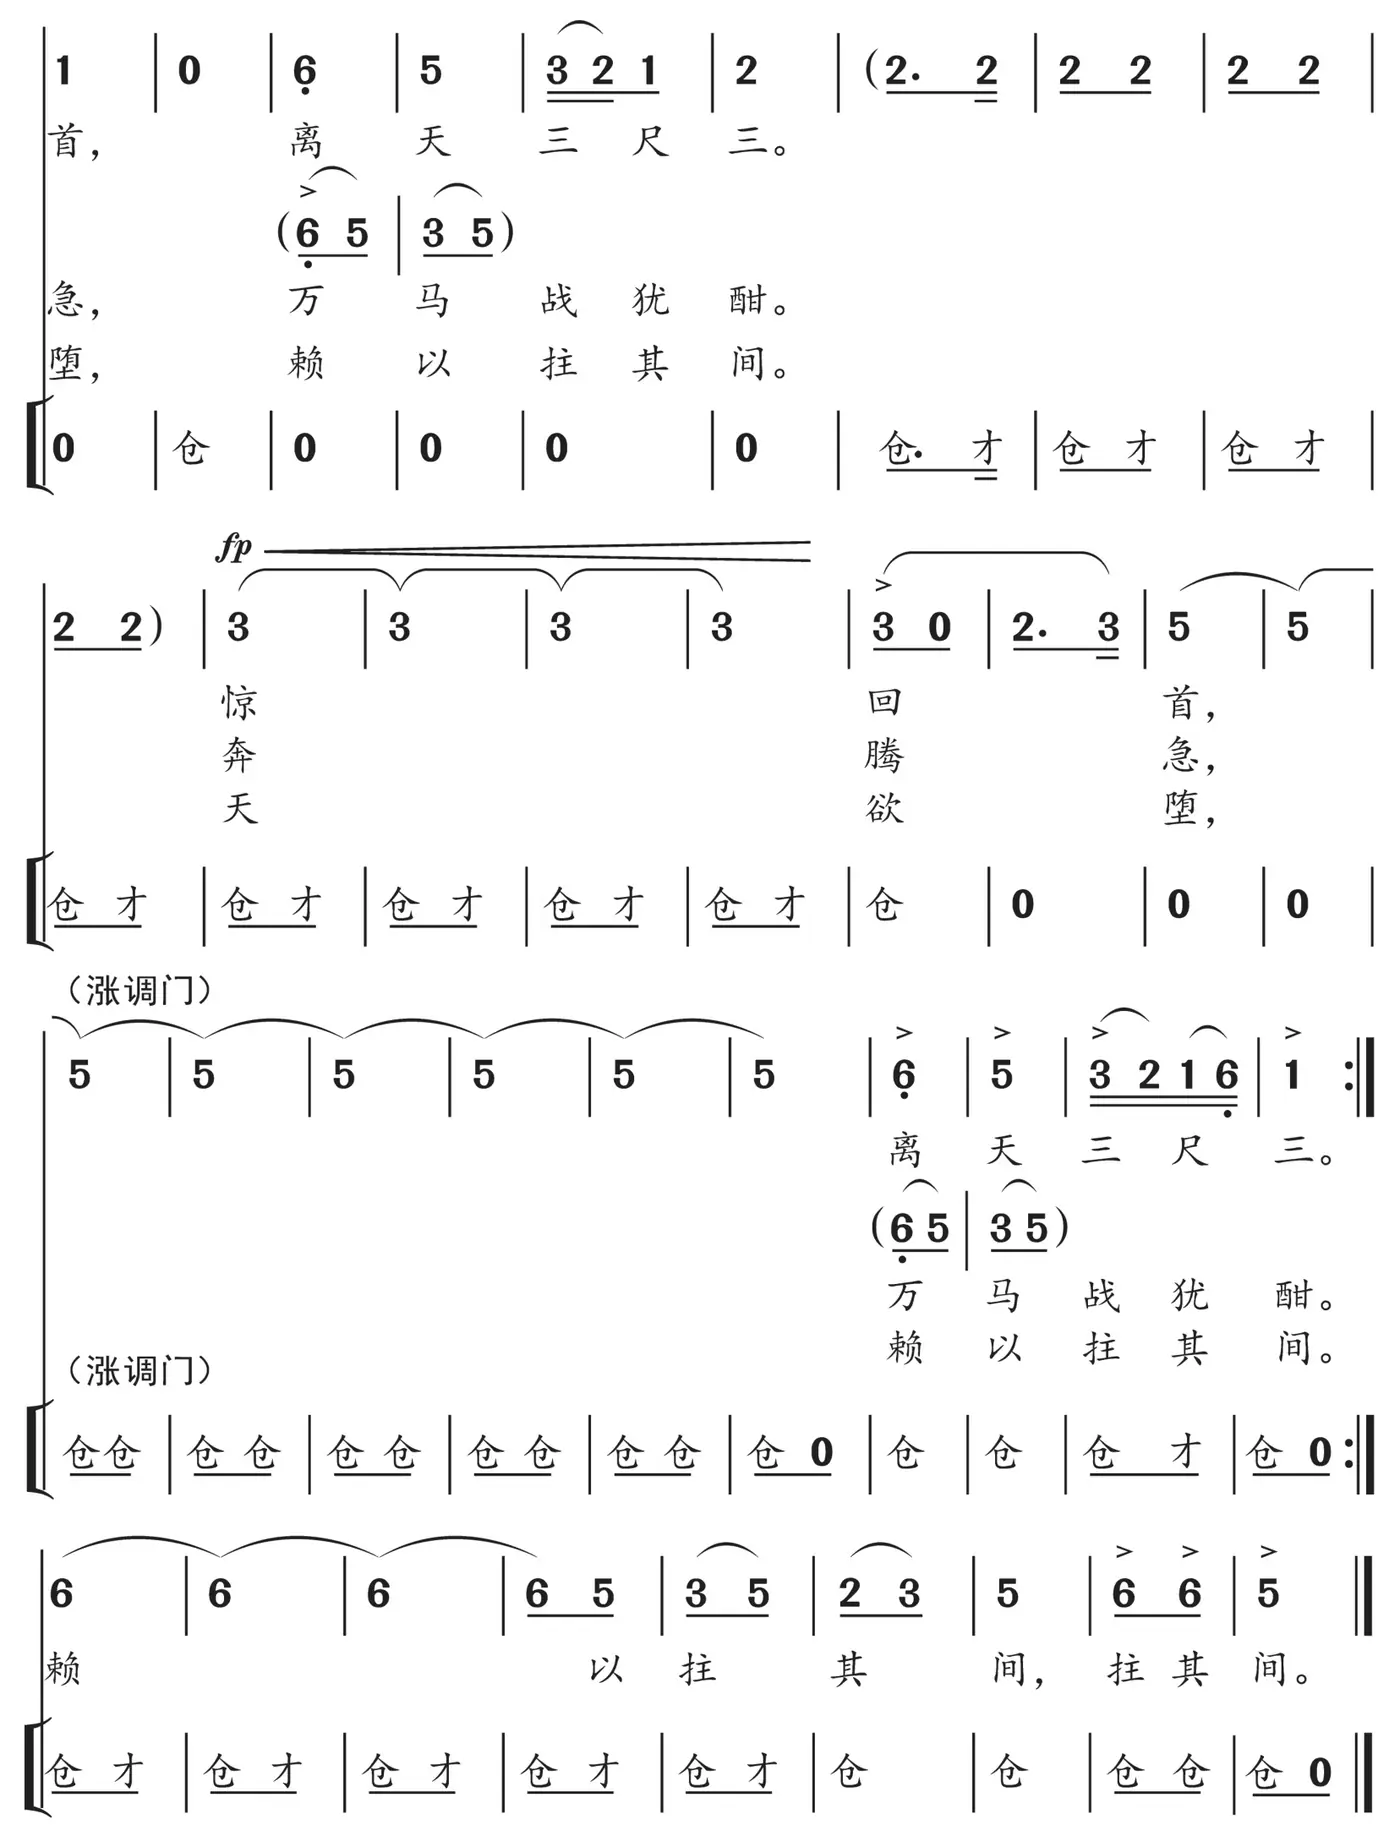 1 | 0 | 6 | 5 | 3 2 1 | 2 | (2. 2 | 2 2 | 2 2 |
首， 离 天 三 尺 三。
(6 5 | 3 5)
急， 万 马 战 犹 酣。
堕， 赖 以 拄 其 间。
0 | 仓 | 0 | 0 | 0 | 0 | 仓. 才 | 仓 才 | 仓 才 |
fp
2 2) | 3 | 3 | 3 | 3 | 3 0 | 2. 3 | 5 | 5 |
惊 回 首，
奔 腾 急，
天 欲 堕，
仓 才 | 仓 才 | 仓 才 | 仓 才 | 仓 才 | 仓 | 0 | 0 | 0 |
（涨调门）
5 | 5 | 5 | 5 | 5 | 5 | 6 | 5 | 3 2 1 6 | 1 :|
离 天 三 尺 三。
(6 5 | 3 5)
万 马 战 犹 酣。
赖 以 拄 其 间。
（涨调门）
仓 仓 | 仓 仓 | 仓 仓 | 仓 仓 | 仓 仓 | 仓 0 | 仓 | 仓 | 仓 才 | 仓 0 :|
6 | 6 | 6 | 6 5 | 3 5 | 2 3 | 5 | 6 6 | 5 |
赖 以 拄 其 间， 拄 其 间。
仓 才 | 仓 才 | 仓 才 | 仓 才 | 仓 才 | 仓 | 仓 | 仓 仓 | 仓 0 |